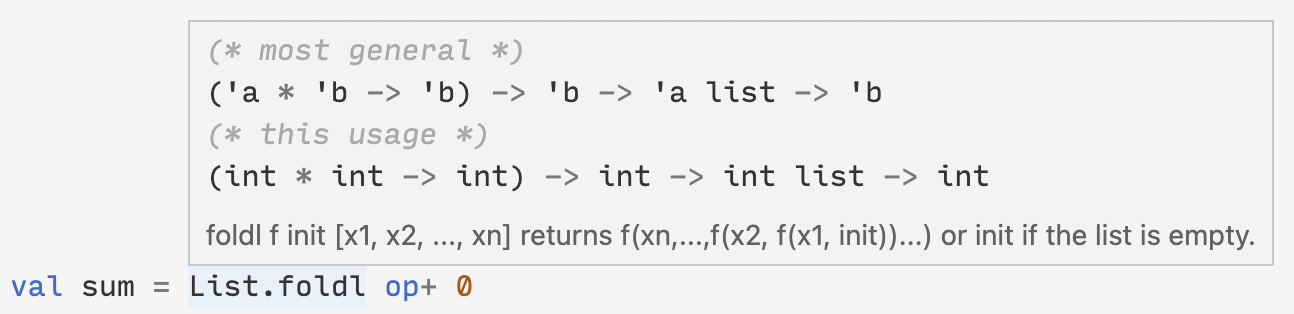 (* most general *)
('a * 'b -> 'b) -> 'b -> 'a list -> 'b
(* this usage *)
(int * int -> int) -> int -> int list -> int
foldl f init [x1, x2, ..., xn] returns f(xn,...,f(x2, f(x1, init))...) or init if the list is empty.
val sum = List.foldl op+ 0